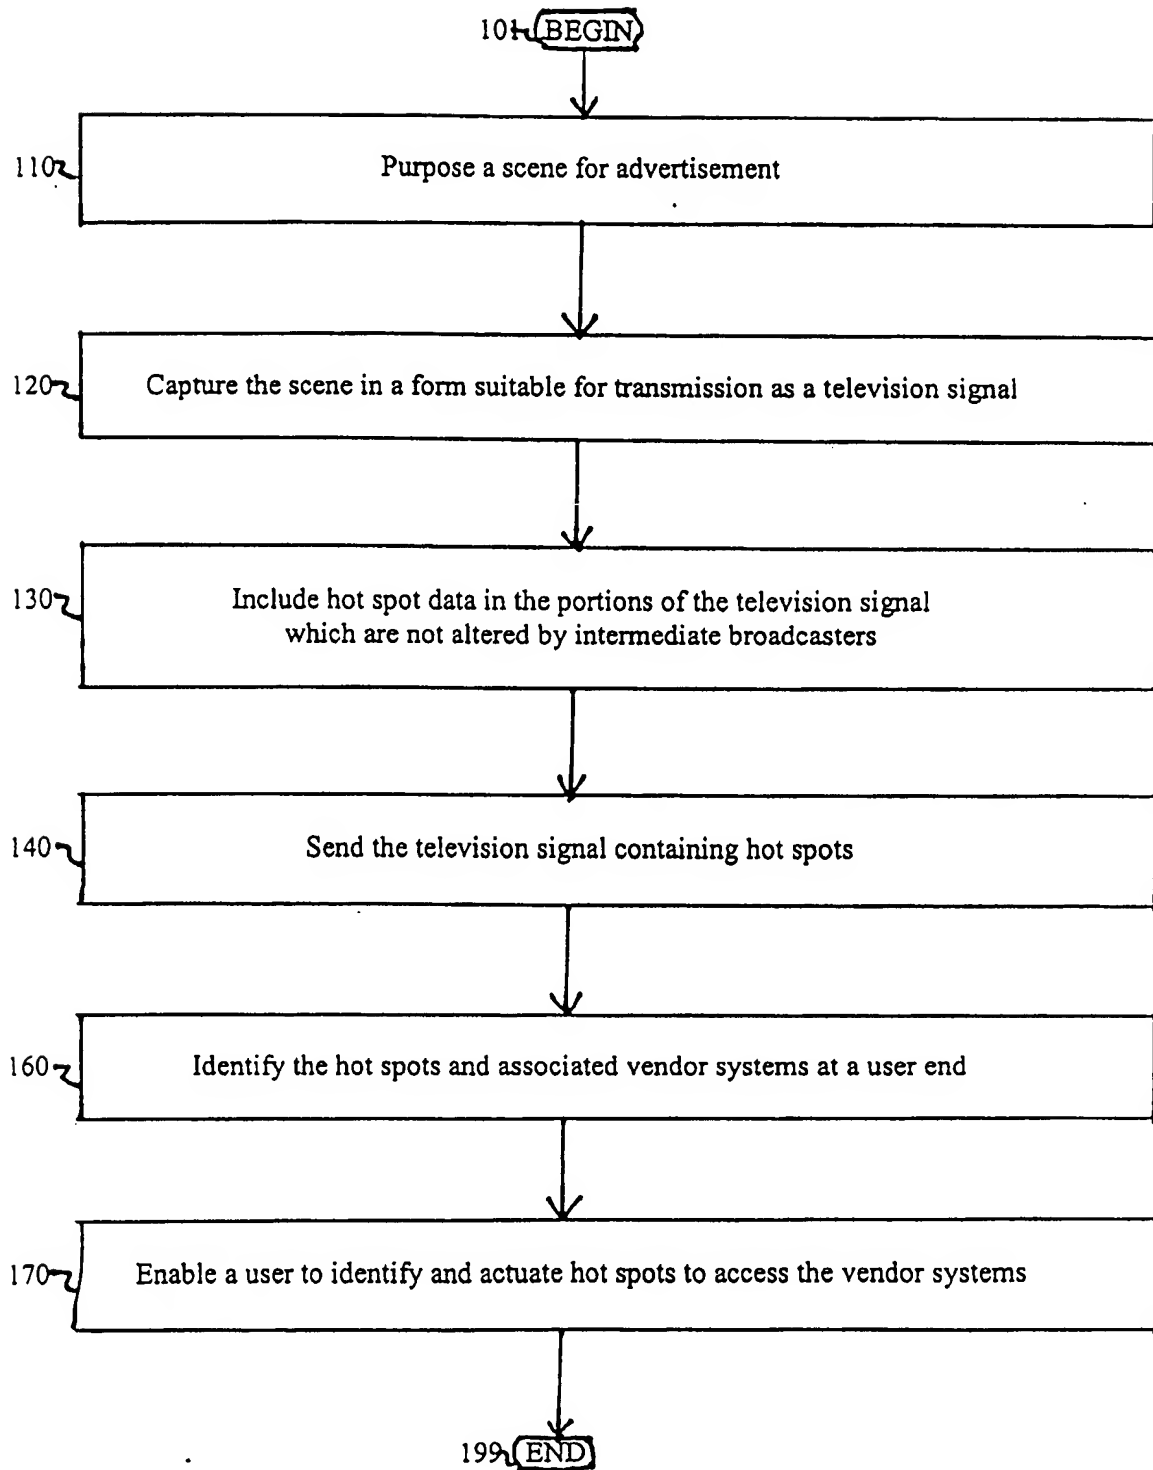 101 BEGIN
110 Purpose a scene for advertisement
120 Capture the scene in a form suitable for transmission as a television signal
130 Include hot spot data in the portions of the television signal
which are not altered by intermediate broadcasters
140 Send the television signal containing hot spots
160 Identify the hot spots and associated vendor systems at a user end
170 Enable a user to identify and actuate hot spots to access the vendor systems
199 END